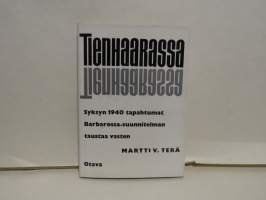 TIENHAARASSA
TIENHAARASSA
Syksyn 1940 tapahtumat
Barbarossa-suunnitelman
taustaa vasten
MARTTI V. TERÄ
Otava